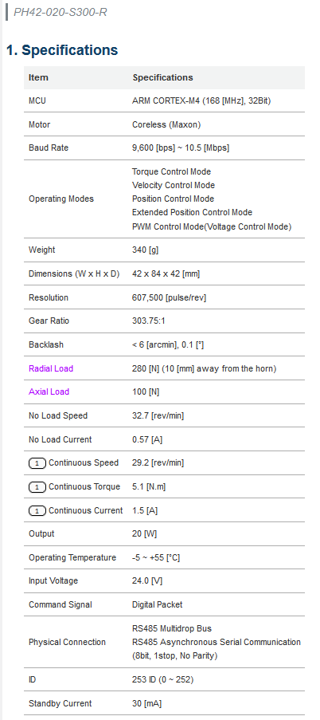 PH42-020-S300-R
1. Specifications
Item Specifications
MCU ARM CORTEX-M4 (168 [MHz], 32Bit)
Motor Coreless (Maxon)
Baud Rate 9,600 [bps] ~ 10.5 [Mbps]
Operating Modes Torque Control Mode
Velocity Control Mode
Position Control Mode
Extended Position Control Mode
PWM Control Mode(Voltage Control Mode)
Weight 340 [g]
Dimensions (W x H x D) 42 x 84 x 42 [mm]
Resolution 607,500 [pulse/rev]
Gear Ratio 303.75:1
Backlash < 6 [arcmin], 0.1 [°]
Radial Load 280 [N] (10 [mm] away from the horn)
Axial Load 100 [N]
No Load Speed 32.7 [rev/min]
No Load Current 0.57 [A]
1 Continuous Speed 29.2 [rev/min]
1 Continuous Torque 5.1 [N.m]
1 Continuous Current 1.5 [A]
Output 20 [W]
Operating Temperature -5 ~ +55 [°C]
Input Voltage 24.0 [V]
Command Signal Digital Packet
Physical Connection RS485 Multidrop Bus
RS485 Asynchronous Serial Communication
(8bit, 1stop, No Parity)
ID 253 ID (0 ~ 252)
Standby Current 30 [mA]